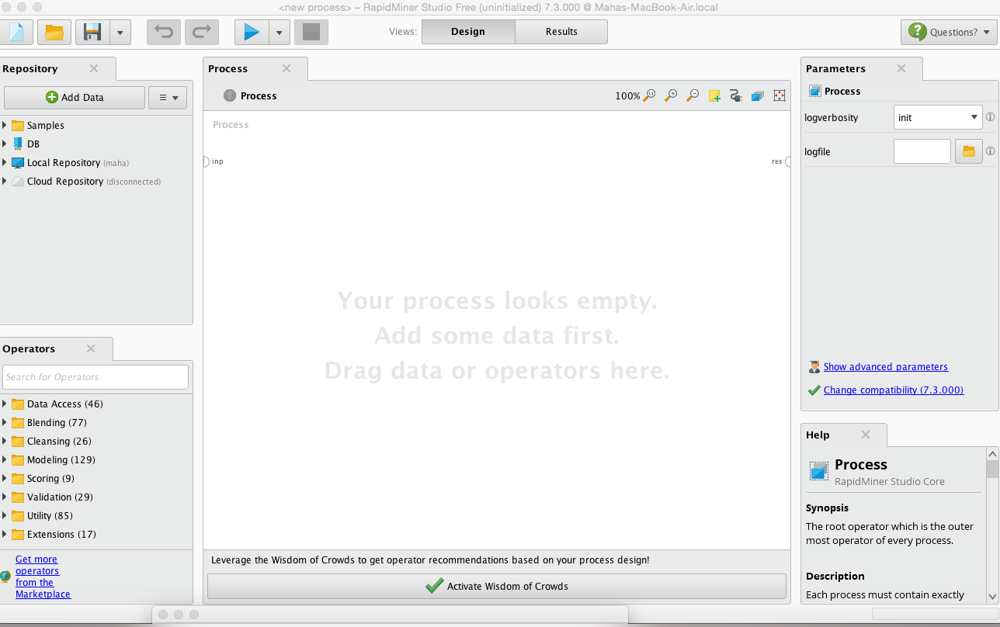 <new process> – RapidMiner Studio Free (uninitialized) 7.3.000 @ Mahas-MacBook-Air.local
Views: Design Results
Questions?
Repository
Add Data
Samples
DB
Local Repository (maha)
Cloud Repository (disconnected)
Operators
Search for Operators
Data Access (46)
Blending (77)
Cleansing (26)
Modeling (129)
Scoring (9)
Validation (29)
Utility (85)
Extensions (17)
Get more
operators
from the
Marketplace
Process
Process
100%
Process
inp
res
Your process looks empty.
Add some data first.
Drag data or operators here.
Leverage the Wisdom of Crowds to get operator recommendations based on your process design!
Activate Wisdom of Crowds
Parameters
Process
logverbosity init
logfile
Show advanced parameters
Change compatibility (7.3.000)
Help
Process
RapidMiner Studio Core
Synopsis
The root operator which is the outer
most operator of every process.
Description
Each process must contain exactly